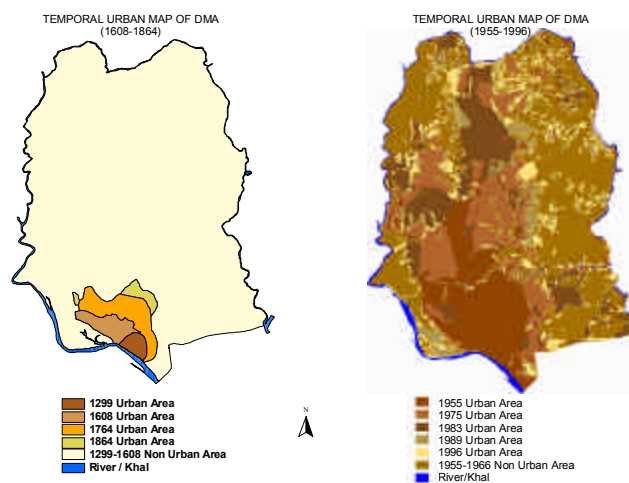 TEMPORAL URBAN MAP OF DMA
(1608-1864)
1299 Urban Area
1608 Urban Area
1764 Urban Area
1864 Urban Area
1299-1608 Non Urban Area
River / Khal
N
TEMPORAL URBAN MAP OF DMA
(1955-1996)
1955 Urban Area
1975 Urban Area
1983 Urban Area
1989 Urban Area
1996 Urban Area
1955-1966 Non Urban Area
River/Khal